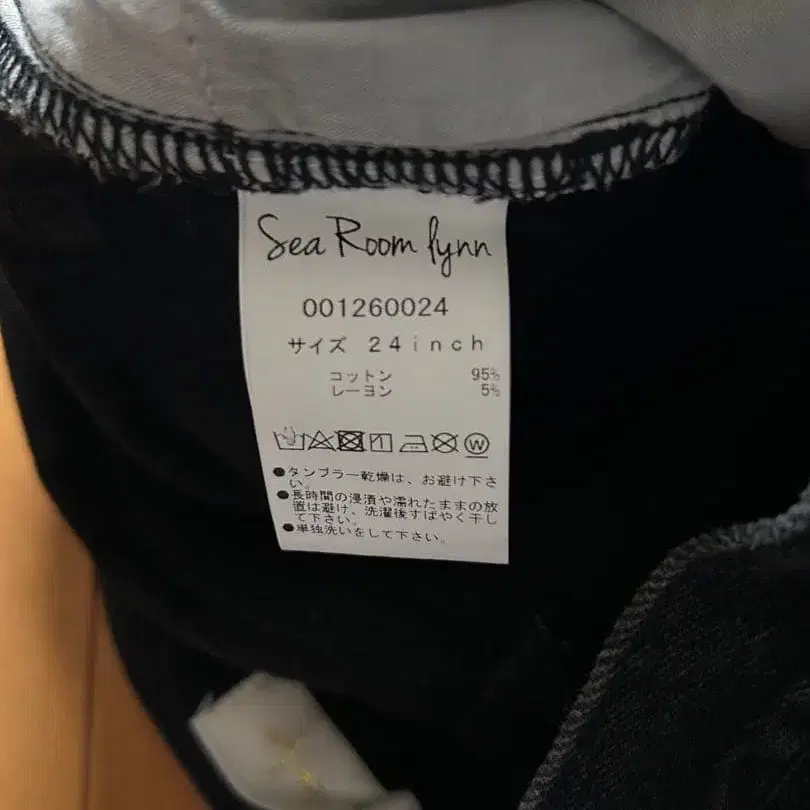 Sea Room lynn
001260024
サイズ 24inch
コットン 95%
レーヨン 5%
W
●タンブラー乾燥は、お避け下さ
い。
●長時間の浸漬や濡れたままの放
置は避け、洗濯後すばやく干し
て下さい。
●単独洗いをして下さい。